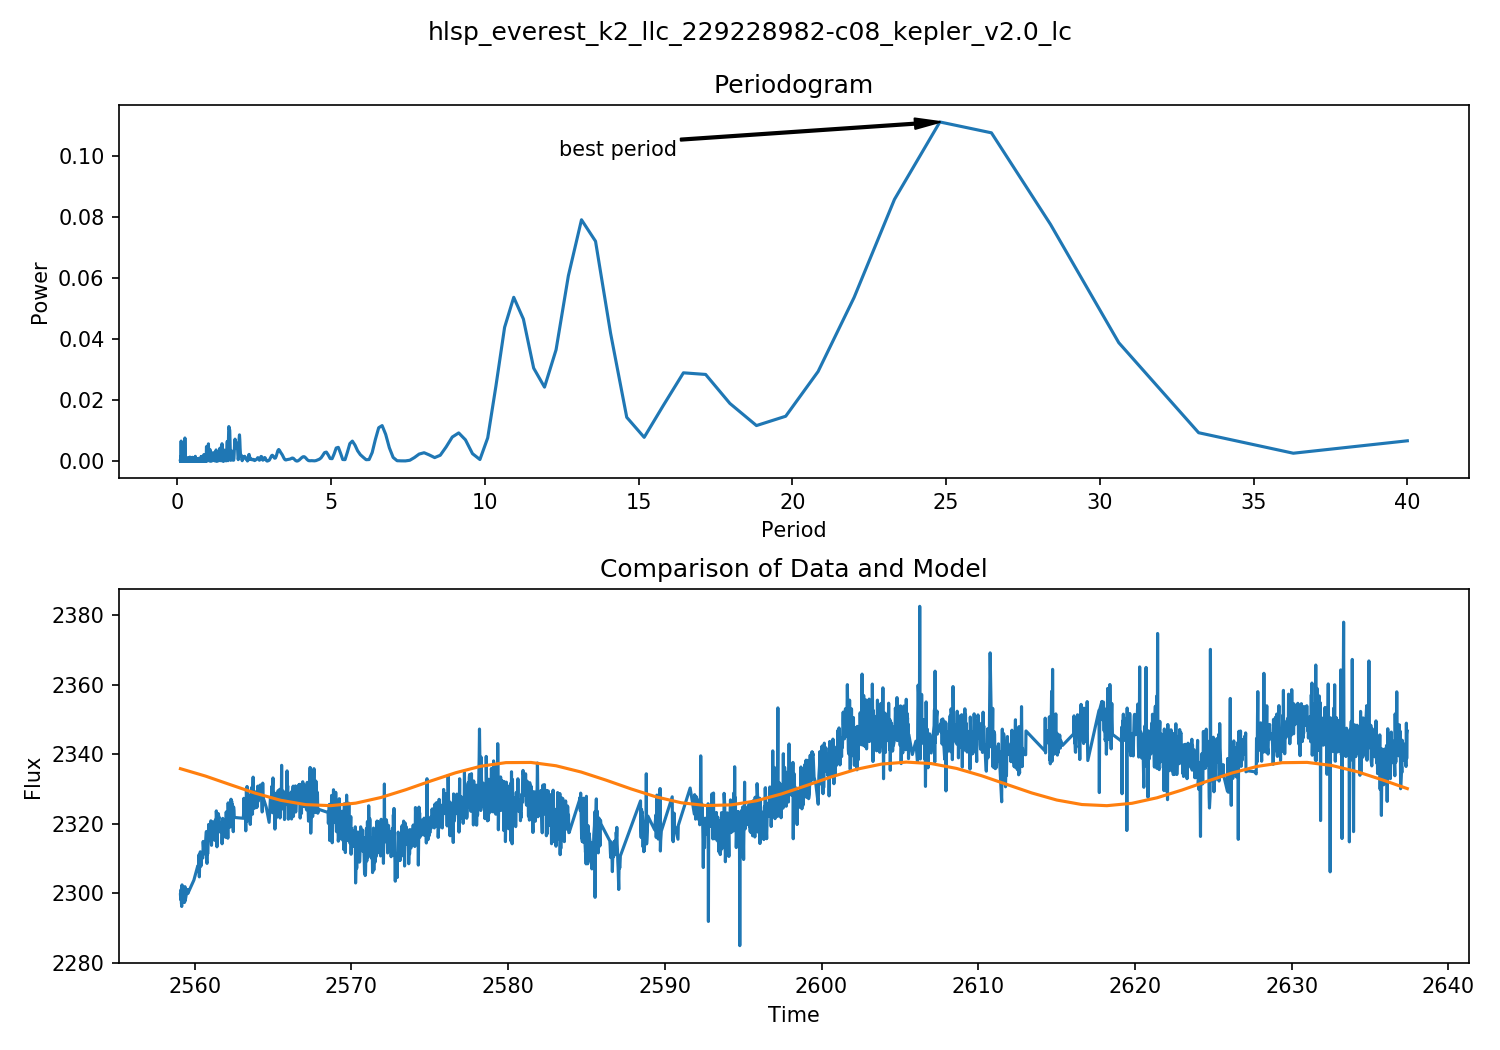 hlsp_everest_k2_llc_229228982-c08_kepler_v2.0_lc
Periodogram
best period
0.10
0.08
0.06
0.04
0.02
0.00
Power
0 5 10 15 20 25 30 35 40
Period
Comparison of Data and Model
2380
2360
2340
2320
2300
2280
Flux
2560 2570 2580 2590 2600 2610 2620 2630 2640
Time